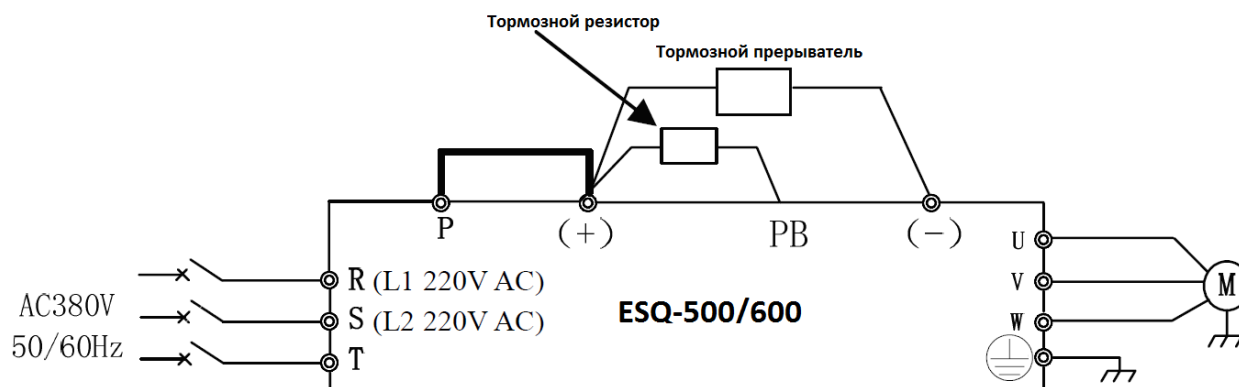 Тормозной резистор
Тормозной прерыватель
P
(+)
PB
(-)
AC380V
50/60Hz
R (L1 220V AC)
S (L2 220V AC)
T
ESQ-500/600
U
V
W
M